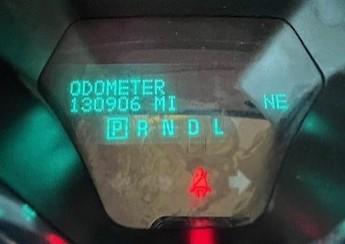 ODOMETER
130906 MI NE
P R N D L